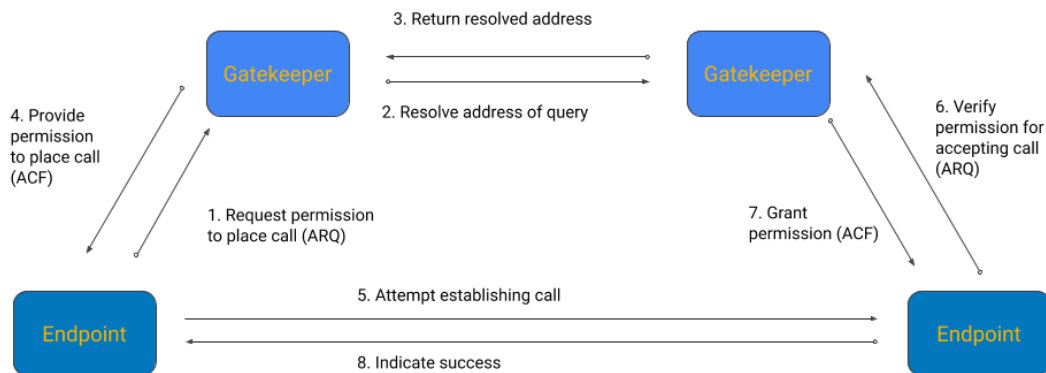 3. Return resolved address
Gatekeeper
Gatekeeper
2. Resolve address of query
4. Provide
permission
to place call
(ACF)
6. Verify
permission for
accepting call
(ARQ)
1. Request permission
to place call (ARQ)
7. Grant
permission (ACF)
5. Attempt establishing call
Endpoint
Endpoint
8. Indicate success